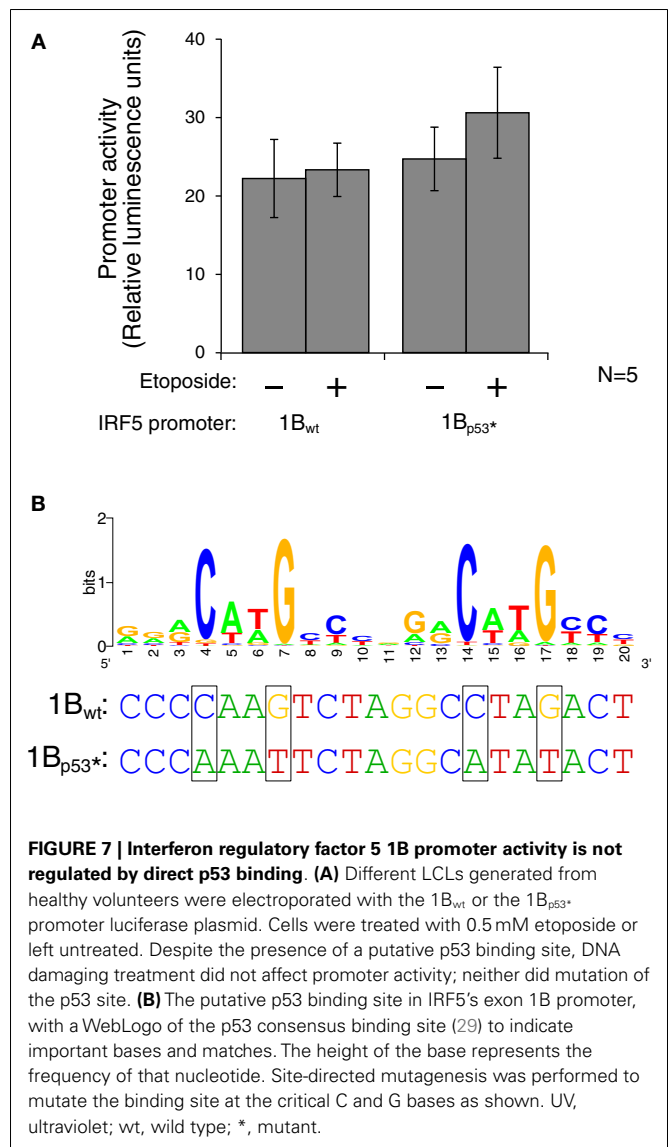 A
Promoter activity
(Relative luminescence units)
40
30
20
10
0
Etoposide: − + − +
N=5
IRF5 promoter: 1Bwt 1Bp53*
B
2
bits
1
0
5' 1 2 3 4 5 6 7 8 9 10 11 12 13 14 15 16 17 18 19 20 3'
1Bwt: CCCCAAGTCTAGGCCTAGACT
1Bp53*: CCCAAATTCTAGGCATATACT
FIGURE 7 | Interferon regulatory factor 5 1B promoter activity is not
regulated by direct p53 binding. (A) Different LCLs generated from
healthy volunteers were electroporated with the 1Bwt or the 1Bp53*
promoter luciferase plasmid. Cells were treated with 0.5 mM etoposide or
left untreated. Despite the presence of a putative p53 binding site, DNA
damaging treatment did not affect promoter activity; neither did mutation of
the p53 site. (B) The putative p53 binding site in IRF5's exon 1B promoter,
with a WebLogo of the p53 consensus binding site (29) to indicate
important bases and matches. The height of the base represents the
frequency of that nucleotide. Site-directed mutagenesis was performed to
mutate the binding site at the critical C and G bases as shown. UV,
ultraviolet; wt, wild type; *, mutant.